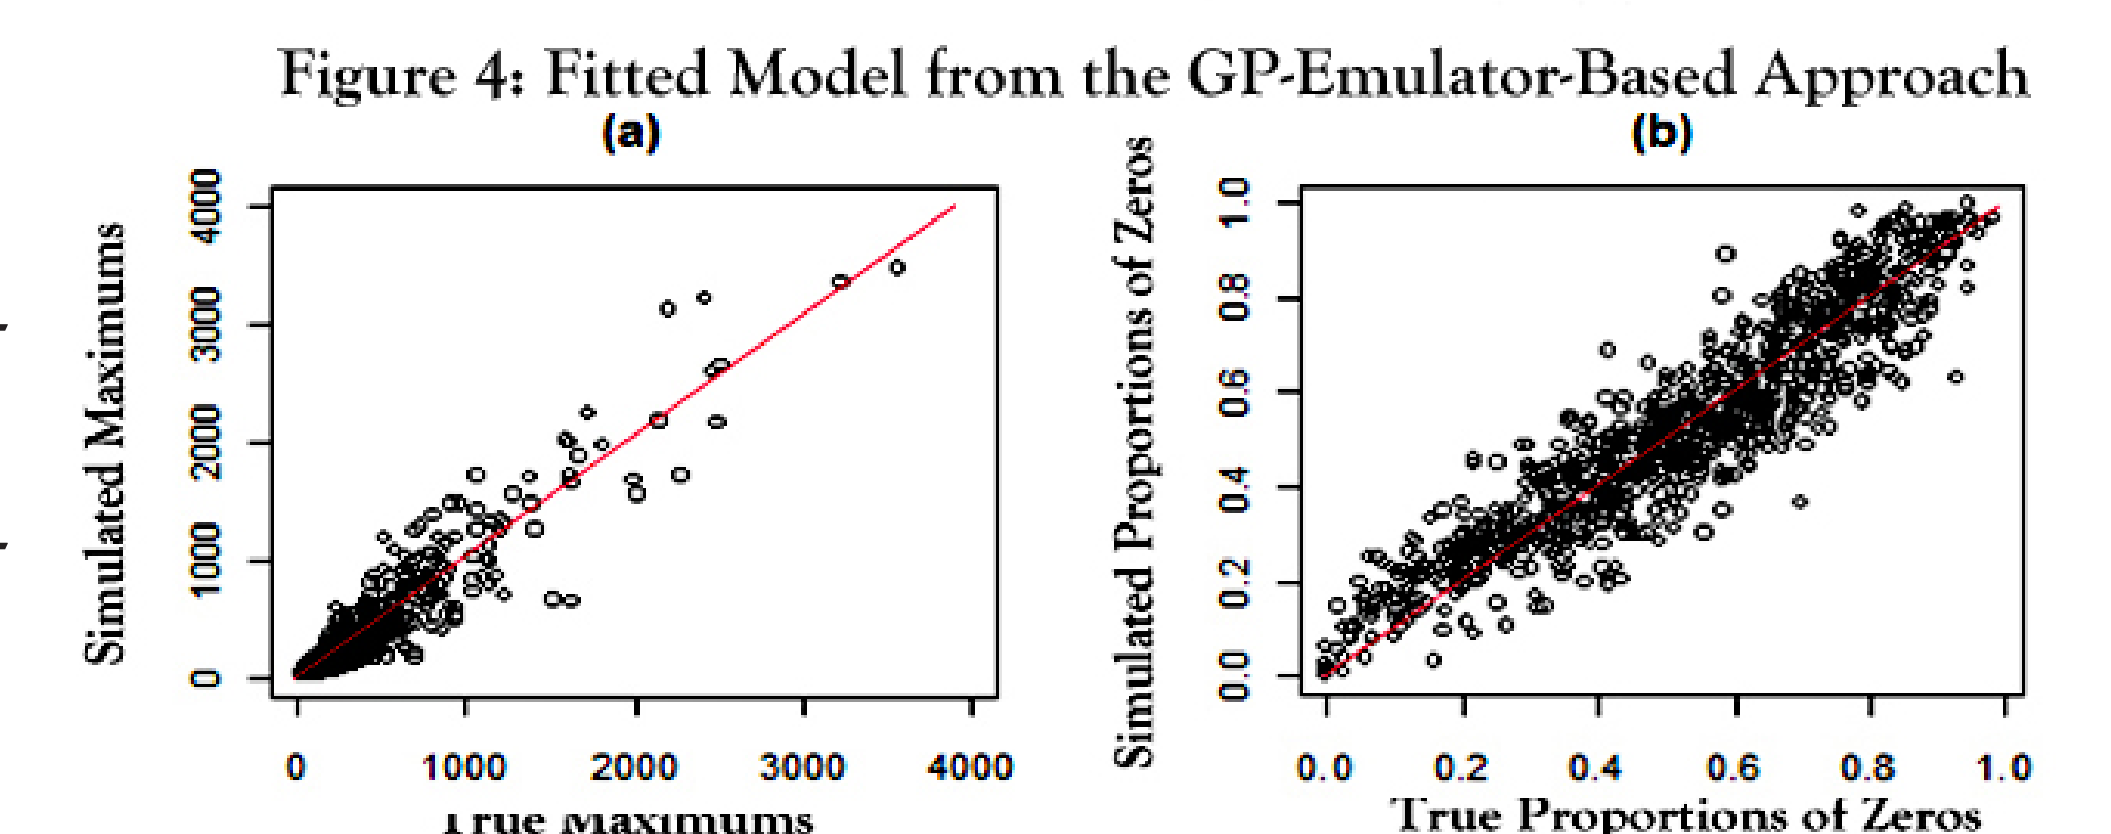 Figure 4: Fitted Model from the GP-Emulator-Based Approach
(a)
Simulated Maximums
4000
3000
2000
1000
0
0 1000 2000 3000 4000
True Maximums
(b)
Simulated Proportions of Zeros
1.0
0.8
0.6
0.4
0.2
0.0
0.0 0.2 0.4 0.6 0.8 1.0
True Proportions of Zeros